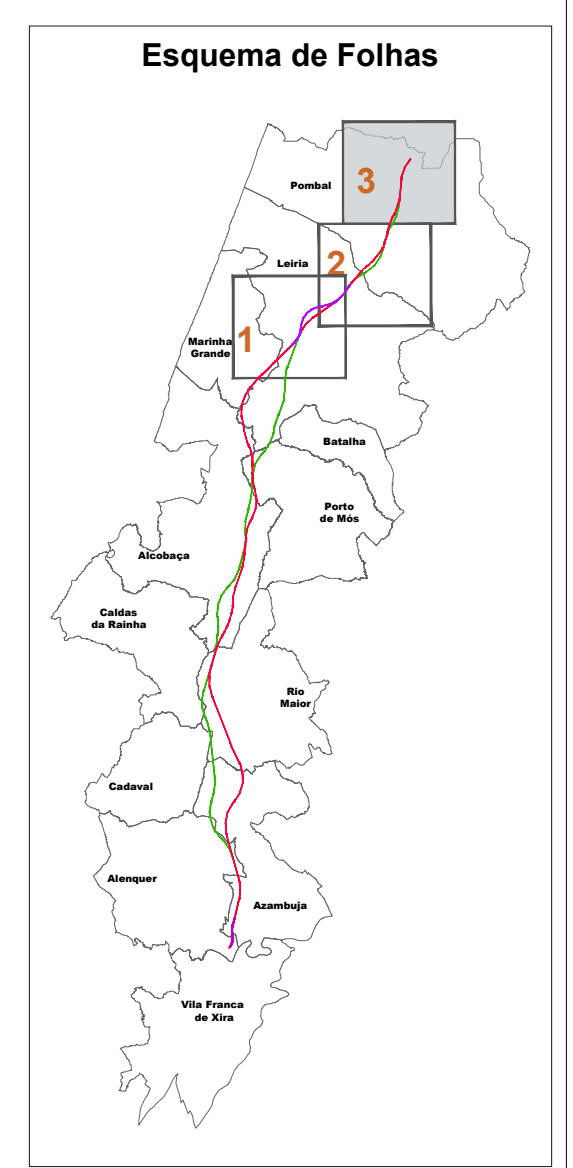 Esquema de Folhas
3
Pombal
Leiria
2
Marinha
Grande
1
Batalha
Porto
de Mós
Alcobaça
Caldas
da Rainha
Rio
Maior
Cadaval
Alenquer
Azambuja
Vila Franca
de Xira